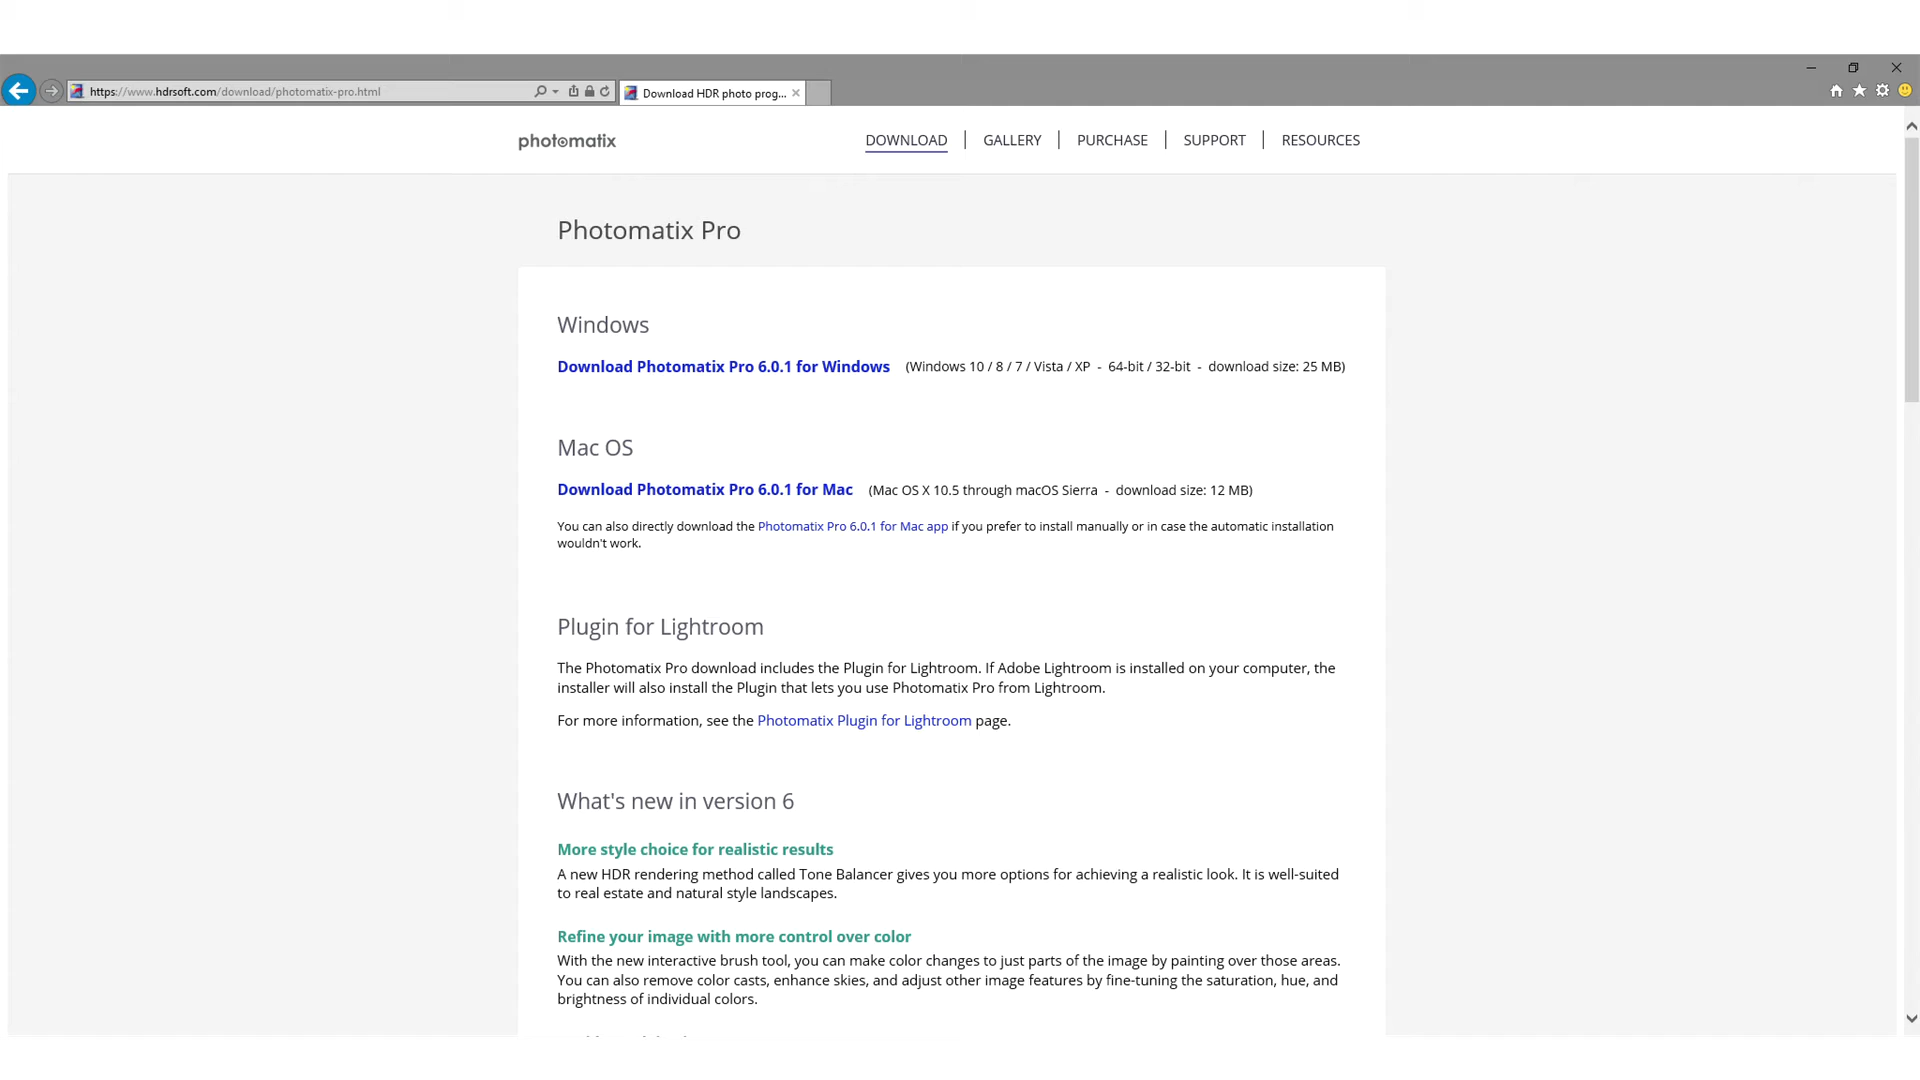 https://www.hdrsoft.com/download/photomatix-pro.html
Download HDR photo prog...
photomatix
DOWNLOAD
GALLERY
PURCHASE
SUPPORT
RESOURCES
Photomatix Pro
Windows
Download Photomatix Pro 6.0.1 for Windows (Windows 10 / 8 / 7 / Vista / XP - 64-bit / 32-bit - download size: 25 MB)
Mac OS
Download Photomatix Pro 6.0.1 for Mac (Mac OS X 10.5 through macOS Sierra - download size: 12 MB)
You can also directly download the Photomatix Pro 6.0.1 for Mac app if you prefer to install manually or in case the automatic installation
wouldn't work.
Plugin for Lightroom
The Photomatix Pro download includes the Plugin for Lightroom. If Adobe Lightroom is installed on your computer, the
installer will also install the Plugin that lets you use Photomatix Pro from Lightroom.
For more information, see the Photomatix Plugin for Lightroom page.
What's new in version 6
More style choice for realistic results
A new HDR rendering method called Tone Balancer gives you more options for achieving a realistic look. It is well-suited
to real estate and natural style landscapes.
Refine your image with more control over color
With the new interactive brush tool, you can make color changes to just parts of the image by painting over those areas.
You can also remove color casts, enhance skies, and adjust other image features by fine-tuning the saturation, hue, and
brightness of individual colors.